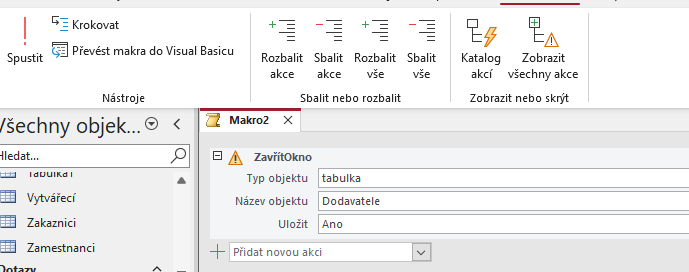 Spustit
Krokovat
Převést makra do Visual Basicu
Nástroje
Rozbalit akce
Sbalit akce
Rozbalit vše
Sbalit vše
Sbalit nebo rozbalit
Katalog akcí
Zobrazit všechny akce
Zobrazit nebo skrýt
Všechny objek...
Hledat...
Tabulka1
Vytvářecí
Zakaznici
Zamestnanci
Dotazy
Makro2
ZavřítOkno
Typ objektu tabulka
Název objektu Dodavatele
Uložit Ano
Přidat novou akci